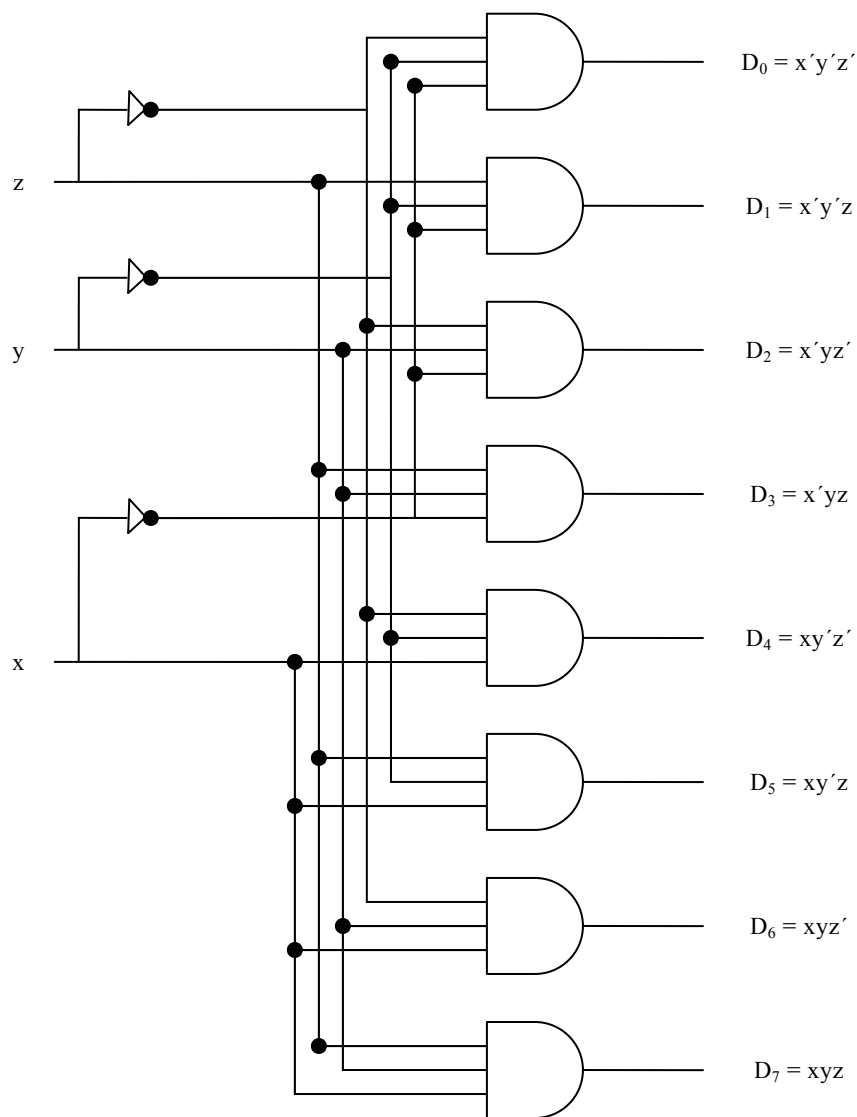 D₀ = x´y´z´
z
D₁ = x´y´z
y
D₂ = x´yz´
D₃ = x´yz
x
D₄ = xy´z´
D₅ = xy´z
D₆ = xyz´
D₇ = xyz